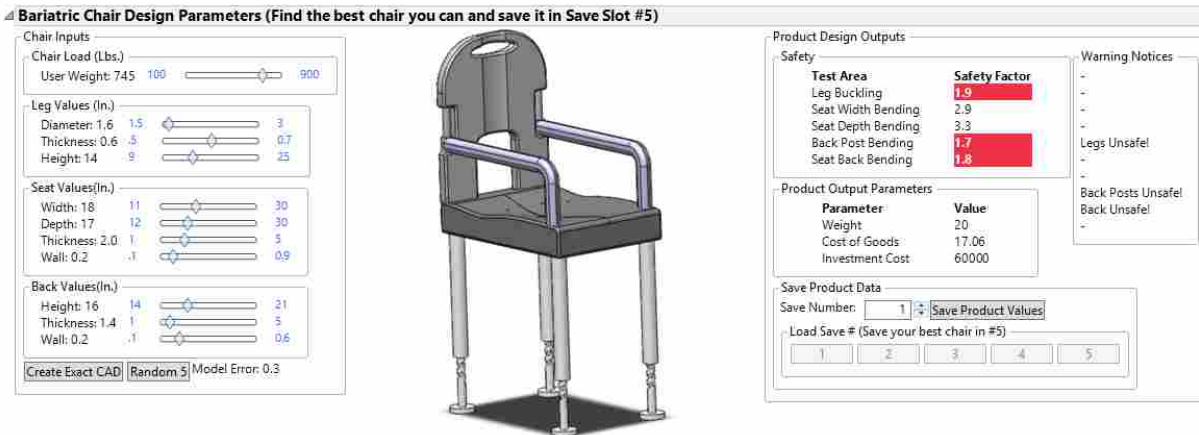 Bariatric Chair Design Parameters (Find the best chair you can and save it in Save Slot #5)
Chair Inputs
Chair Load (Lbs.)
User Weight: 745 100 900
Leg Values (In.)
Diameter: 1.6 1.5 3
Thickness: 0.6 .5 0.7
Height: 14 9 25
Seat Values(In.)
Width: 18 11 30
Depth: 17 12 30
Thickness: 2.0 1 5
Wall: 0.2 .1 0.9
Back Values(In.)
Height: 16 14 21
Thickness: 1.4 1 5
Wall: 0.2 .1 0.6
Create Exact CAD Random 5 Model Error: 0.3
Product Design Outputs
Safety
Test Area Safety Factor
Leg Buckling 1.9
Seat Width Bending 2.9
Seat Depth Bending 3.3
Back Post Bending 1.7
Seat Back Bending 1.8
Warning Notices
-
-
-
Legs Unsafe!
-
-
Back Posts Unsafe!
Back Unsafe!
-
Product Output Parameters
Parameter Value
Weight 20
Cost of Goods 17.06
Investment Cost 60000
Save Product Data
Save Number: 1 Save Product Values
Load Save # (Save your best chair in #5)
1 2 3 4 5